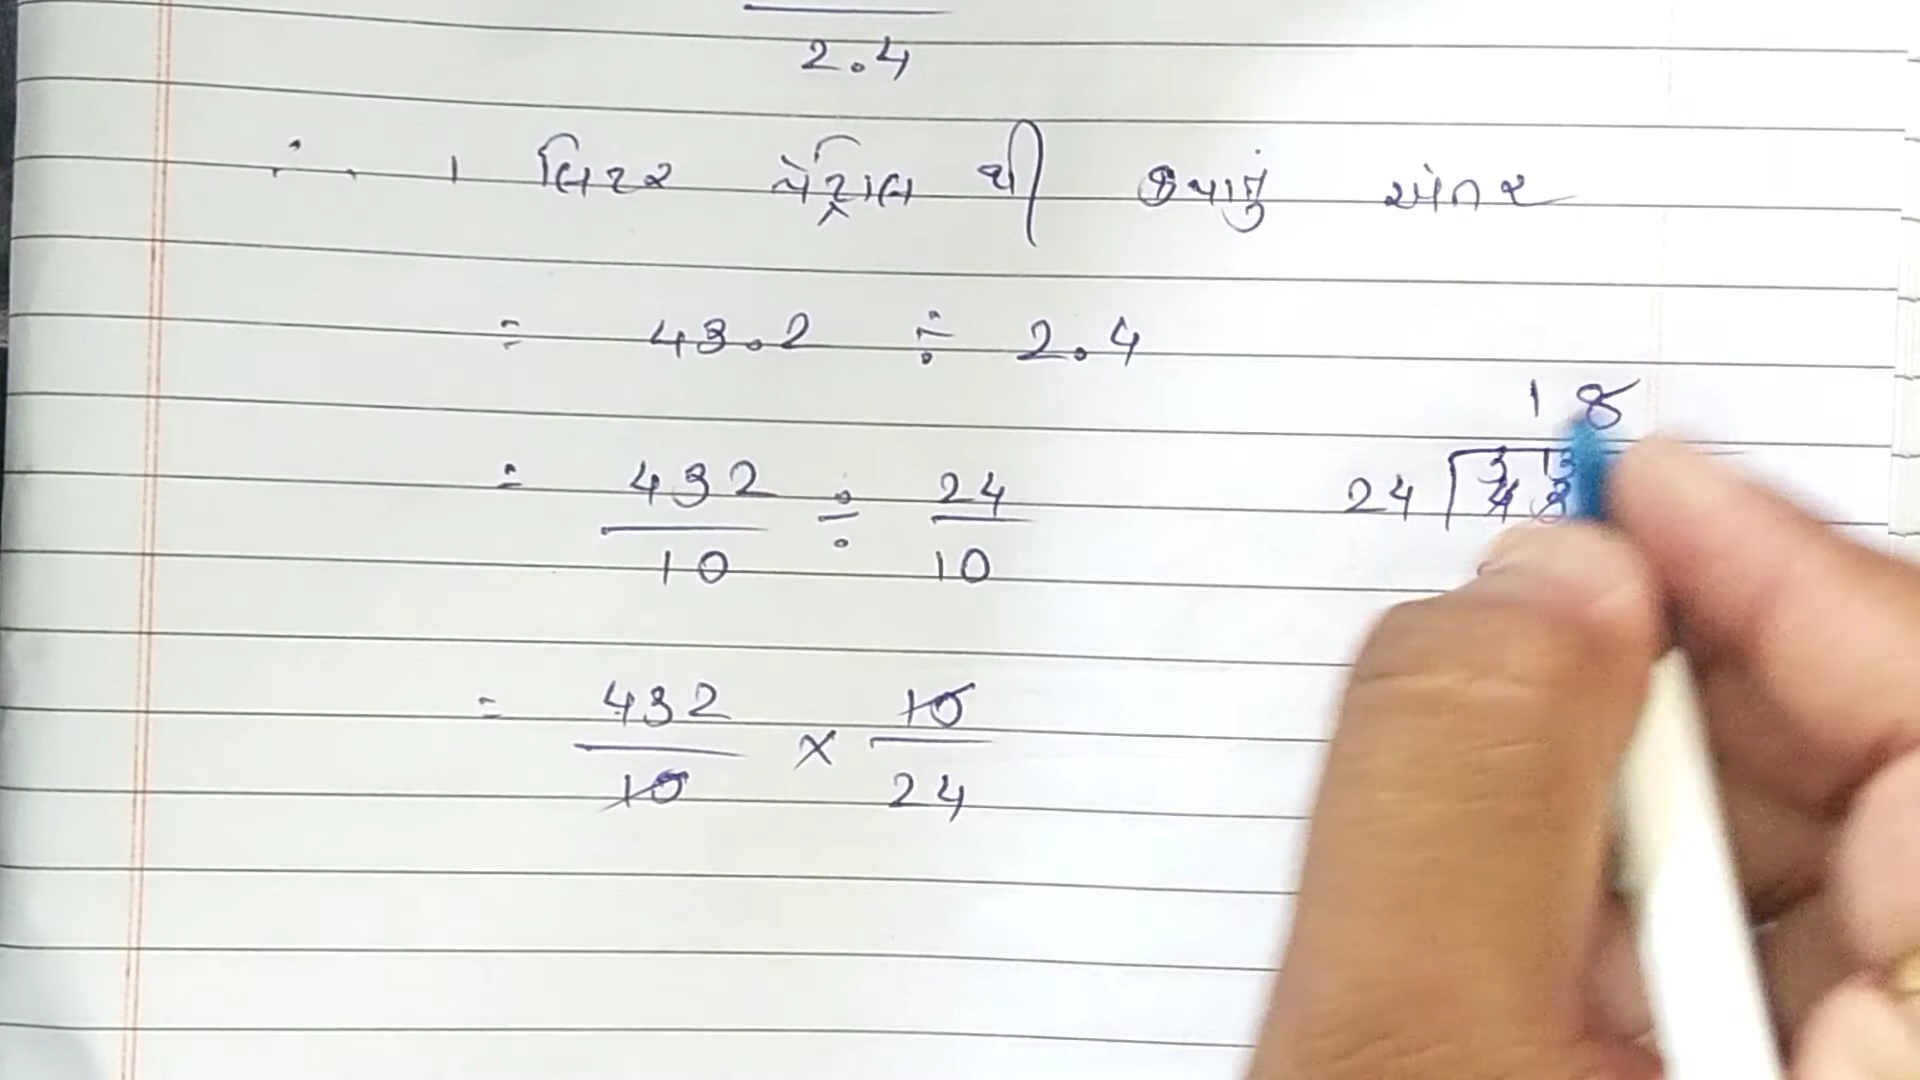 2.4
∴ 1 લિટર પેટ્રોલ થી કપાતું અંતર
= 43.2 ÷ 2.4
18
= 432/10 ÷ 24/10
24 43
= 432/10 × 10/24